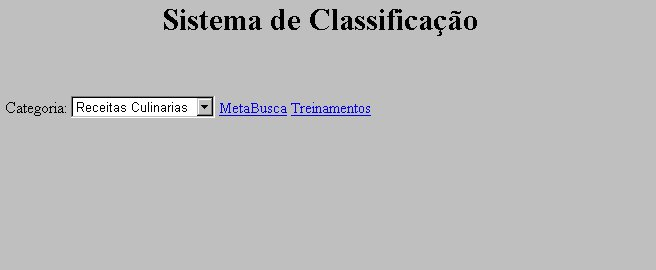 Sistema de Classificação
Categoria: Receitas Culinarias MetaBusca Treinamentos